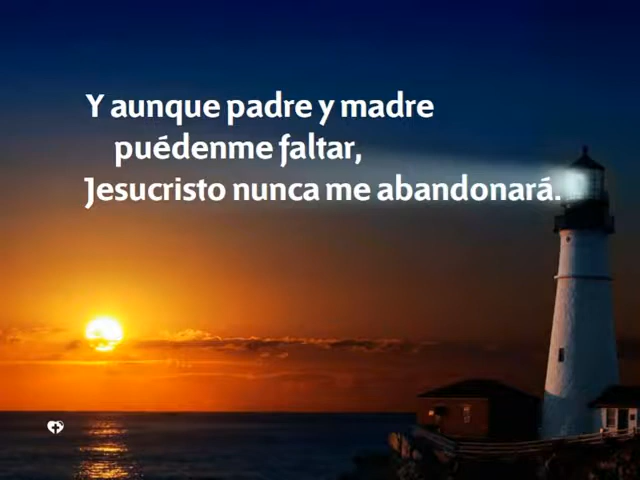 Y aunque padre y madre
puédenme faltar,
Jesucristo nunca me abandonará.